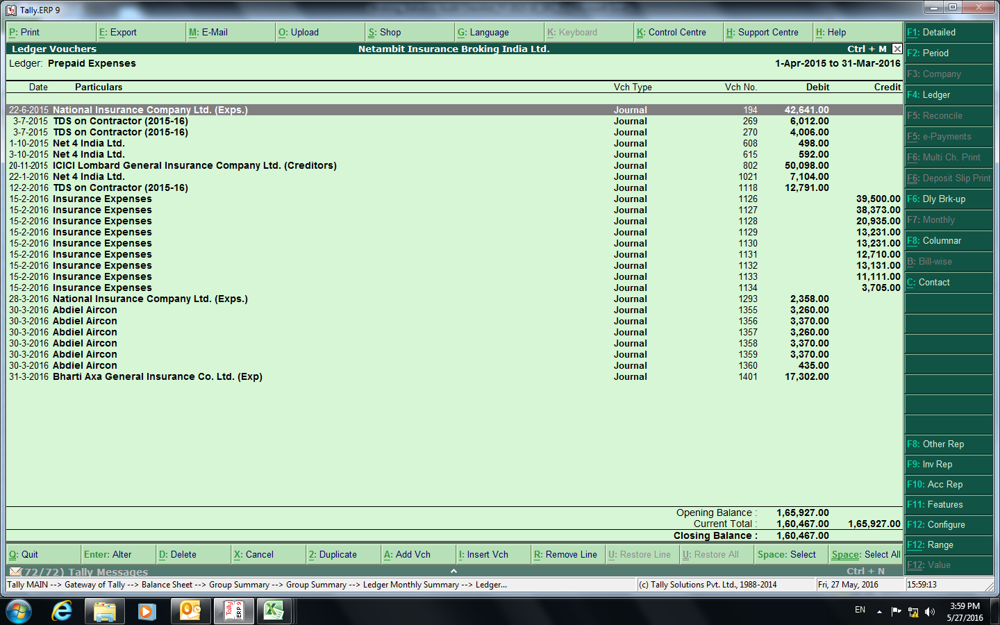 Tally.ERP 9
P: Print E: Export M: E-Mail O: Upload S: Shop G: Language K: Keyboard K: Control Centre H: Support Centre H: Help
Ledger Vouchers Netambit Insurance Broking India Ltd. Ctrl + M
Ledger: Prepaid Expenses 1-Apr-2015 to 31-Mar-2016
Date Particulars Vch Type Vch No. Debit Credit
22-6-2015 National Insurance Company Ltd. (Exps.) Journal 194 42,641.00
3-7-2015 TDS on Contractor (2015-16) Journal 269 6,012.00
3-7-2015 TDS on Contractor (2015-16) Journal 270 4,006.00
1-10-2015 Net 4 India Ltd. Journal 608 498.00
3-10-2015 Net 4 India Ltd. Journal 615 592.00
20-11-2015 ICICI Lombard General Insurance Company Ltd. (Creditors) Journal 802 50,098.00
22-1-2016 Net 4 India Ltd. Journal 1021 7,104.00
12-2-2016 TDS on Contractor (2015-16) Journal 1118 12,791.00
15-2-2016 Insurance Expenses Journal 1126 39,500.00
15-2-2016 Insurance Expenses Journal 1127 38,373.00
15-2-2016 Insurance Expenses Journal 1128 20,935.00
15-2-2016 Insurance Expenses Journal 1129 13,231.00
15-2-2016 Insurance Expenses Journal 1130 13,231.00
15-2-2016 Insurance Expenses Journal 1131 12,710.00
15-2-2016 Insurance Expenses Journal 1132 13,131.00
15-2-2016 Insurance Expenses Journal 1133 11,111.00
15-2-2016 Insurance Expenses Journal 1134 3,705.00
28-3-2016 National Insurance Company Ltd. (Exps.) Journal 1293 2,358.00
30-3-2016 Abdiel Aircon Journal 1355 3,260.00
30-3-2016 Abdiel Aircon Journal 1356 3,370.00
30-3-2016 Abdiel Aircon Journal 1357 3,260.00
30-3-2016 Abdiel Aircon Journal 1358 3,370.00
30-3-2016 Abdiel Aircon Journal 1359 3,370.00
30-3-2016 Abdiel Aircon Journal 1360 435.00
31-3-2016 Bharti Axa General Insurance Co. Ltd. (Exp) Journal 1401 17,302.00
Opening Balance : 1,65,927.00
Current Total : 1,60,467.00 1,65,927.00
Closing Balance : 1,60,467.00
Q: Quit Enter: Alter D: Delete X: Cancel 2: Duplicate A: Add Vch I: Insert Vch R: Remove Line U: Restore Line U: Restore All Space: Select Space: Select All
(72/72) Tally Messages Ctrl + N
Tally MAIN --> Gateway of Tally --> Balance Sheet --> Group Summary --> Group Summary --> Ledger Monthly Summary --> Ledger... (c) Tally Solutions Pvt. Ltd., 1988-2014 Fri, 27 May, 2016 15:59:13
F1: Detailed
F2: Period
F3: Company
F4: Ledger
F5: Reconcile
F5: e-Payments
F6: Multi Ch. Print
F6: Deposit Slip Print
F6: Dly Brk-up
F7: Monthly
F8: Columnar
B: Bill-wise
C: Contact
F8: Other Rep
F9: Inv Rep
F10: Acc Rep
F11: Features
F12: Configure
F12: Range
F12: Value
Tally
ERP 9
EN
3:59 PM
5/27/2016